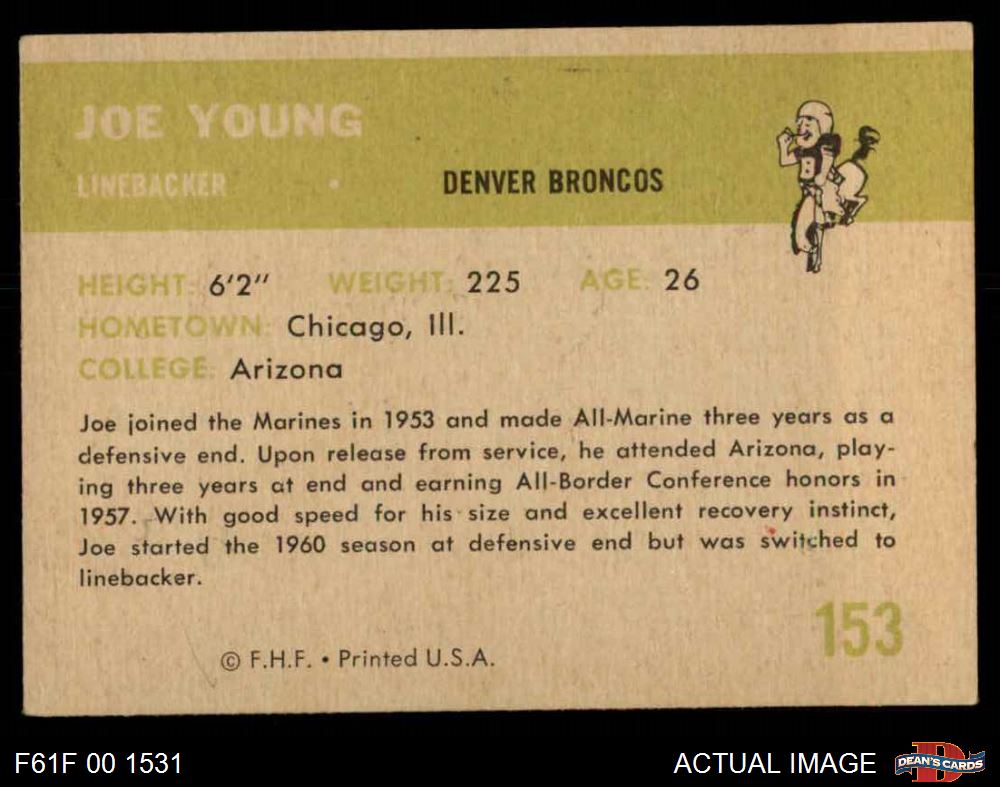 JOE YOUNG
LINEBACKER • DENVER BRONCOS
HEIGHT: 6'2" WEIGHT: 225 AGE: 26
HOMETOWN: Chicago, Ill.
COLLEGE: Arizona
Joe joined the Marines in 1953 and made All-Marine three years as a
defensive end. Upon release from service, he attended Arizona, play-
ing three years at end and earning All-Border Conference honors in
1957. With good speed for his size and excellent recovery instinct,
Joe started the 1960 season at defensive end but was switched to
linebacker.
153
© F.H.F. • Printed U.S.A.
F61F 00 1531 ACTUAL IMAGE DEAN'S CARDS